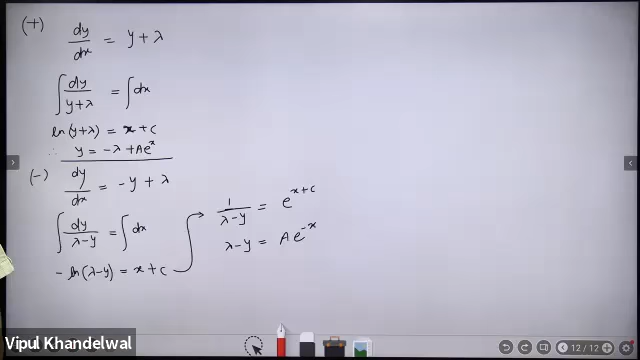 (+)
dy/dx = y + λ
∫ dy/(y+λ) = ∫ dx
ln(y+λ) = x + c
∴ y = -λ + Ae^x
(-)
dy/dx = -y + λ
∫ dy/(λ-y) = ∫ dx
-ln(λ-y) = x + c
1/(λ-y) = e^(x+c)
λ-y = Ae^(-x)
Vipul Khandelwal
12 / 12